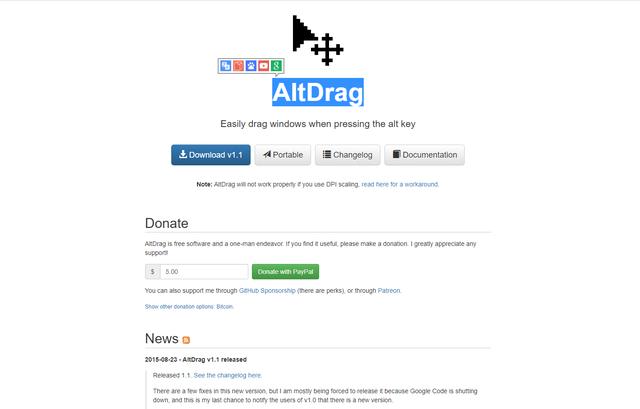 AltDrag
Easily drag windows when pressing the alt key
Download v1.1
Portable
Changelog
Documentation
Note: AltDrag will not work properly if you use DPI scaling, read here for a workaround.
Donate
AltDrag is free software and a one-man endeavor. If you find it useful, please make a donation. I greatly appreciate any
support!
$ 5.00
Donate with PayPal
You can also support me through GitHub Sponsorship (there are perks), or through Patreon.
Show other donation options: Bitcoin.
News
2015-08-23 - AltDrag v1.1 released
Released 1.1. See the changelog here.
There are a few fixes in this new version, but I am mostly being forced to release it because Google Code is shutting
down, and this is my last chance to notify the users of v1.0 that there is a new version.